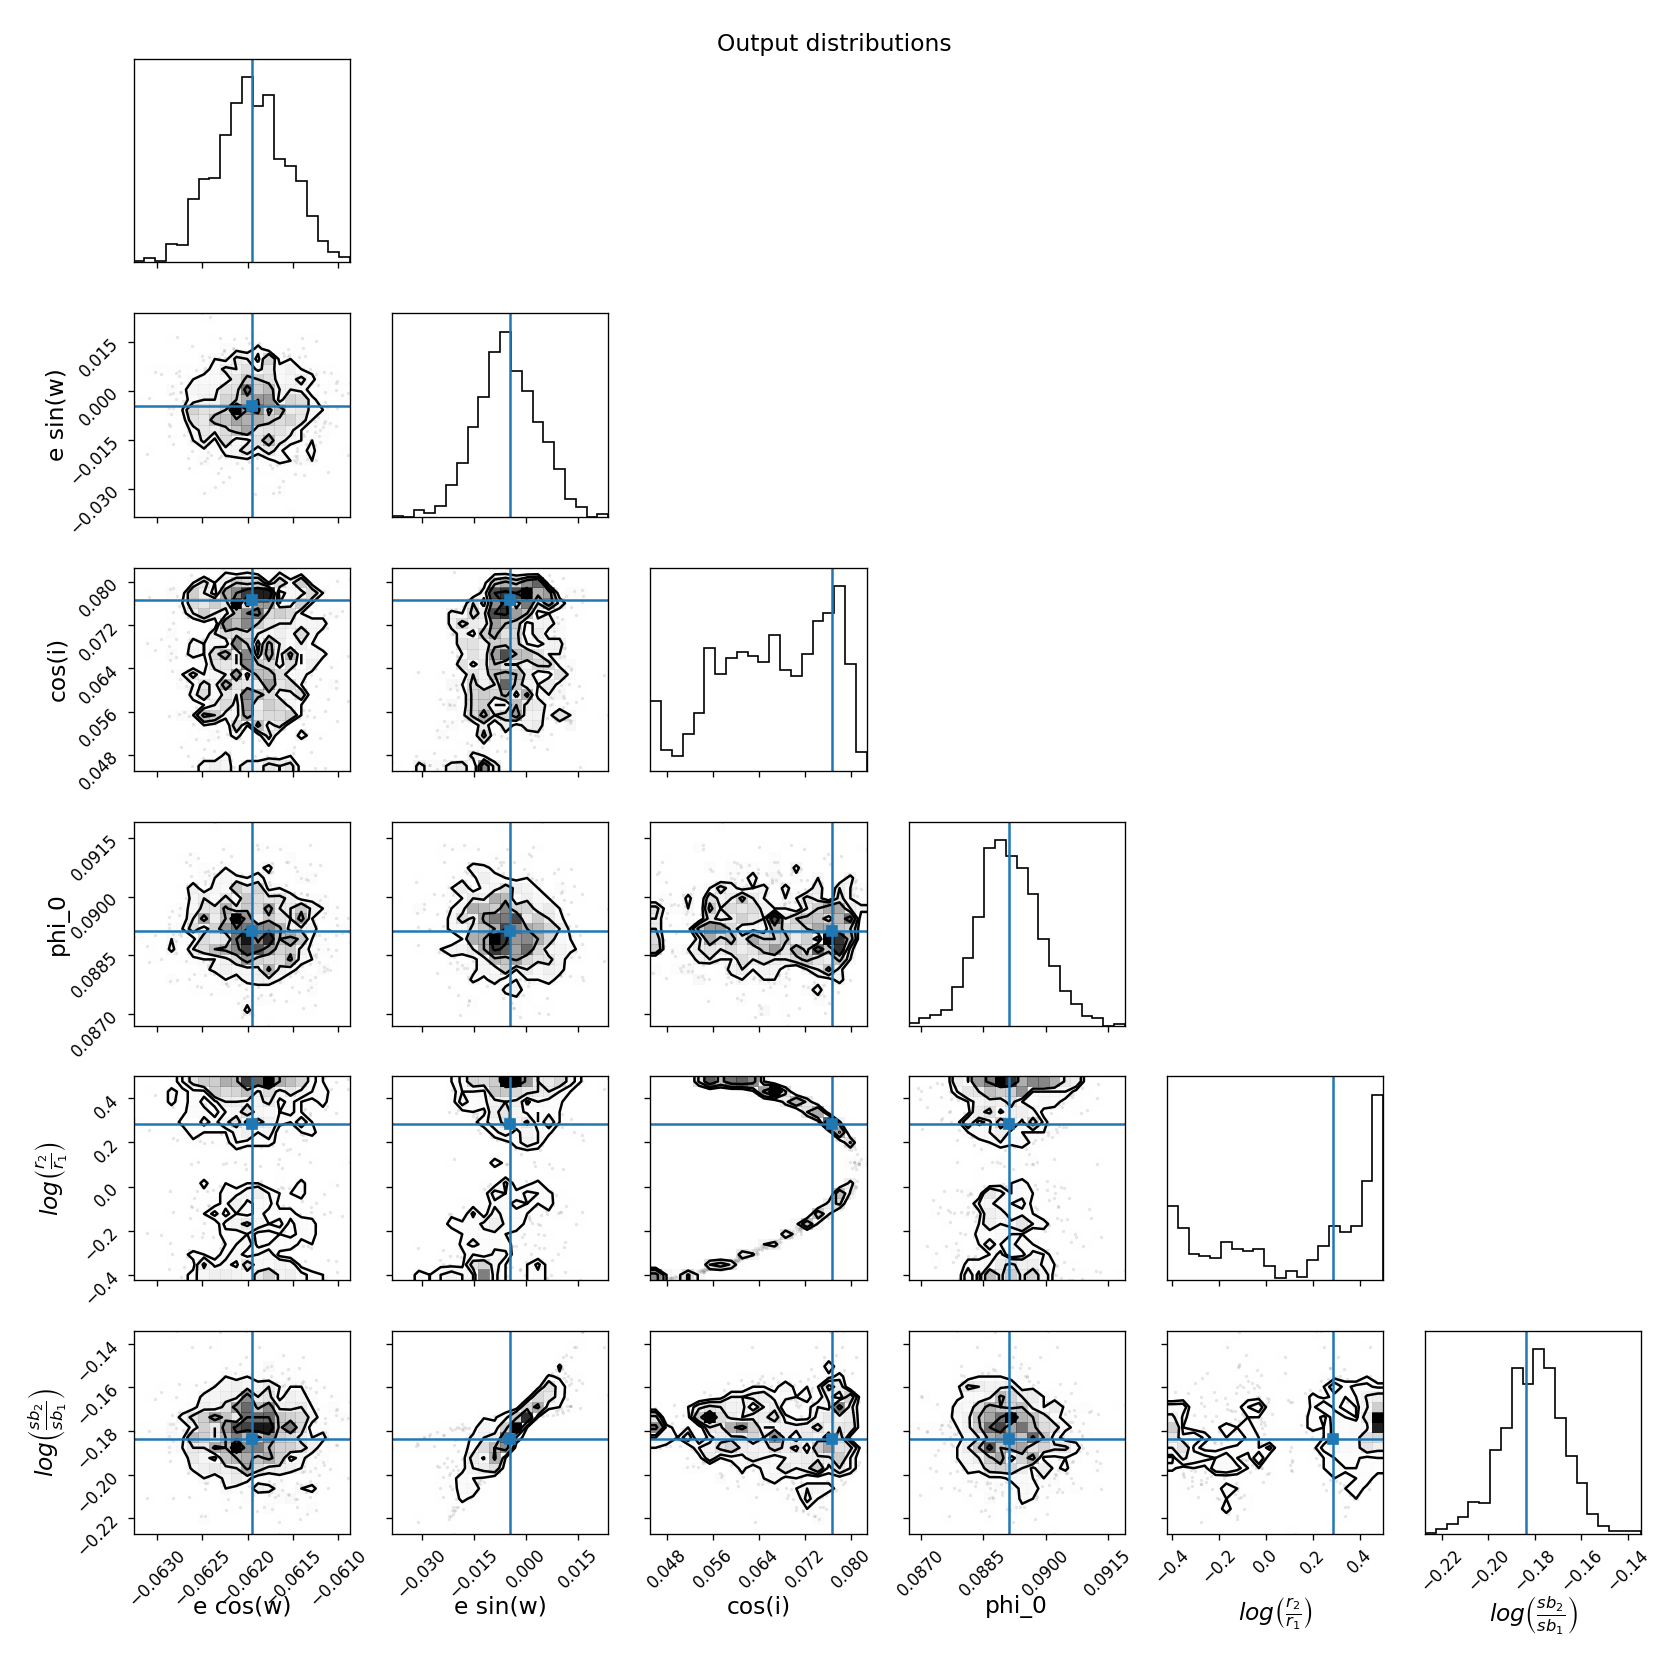 Output distributions
e sin(w)
0.015
0.000
−0.015
−0.030
cos(i)
0.080
0.072
0.064
0.056
0.048
phi_0
0.0915
0.0900
0.0885
0.0870
log(r2/r1)
0.4
0.2
0.0
−0.2
−0.4
log(sb2/sb1)
−0.14
−0.16
−0.18
−0.20
−0.22
−0.0630 −0.0625 −0.0620 −0.0615 −0.0610
−0.030 −0.015 0.000 0.015
0.048 0.056 0.064 0.072 0.080
0.0870 0.0885 0.0900 0.0915
−0.4 −0.2 0.0 0.2 0.4
−0.22 −0.20 −0.18 −0.16 −0.14
e cos(w) e sin(w) cos(i) phi_0 log(r2/r1) log(sb2/sb1)